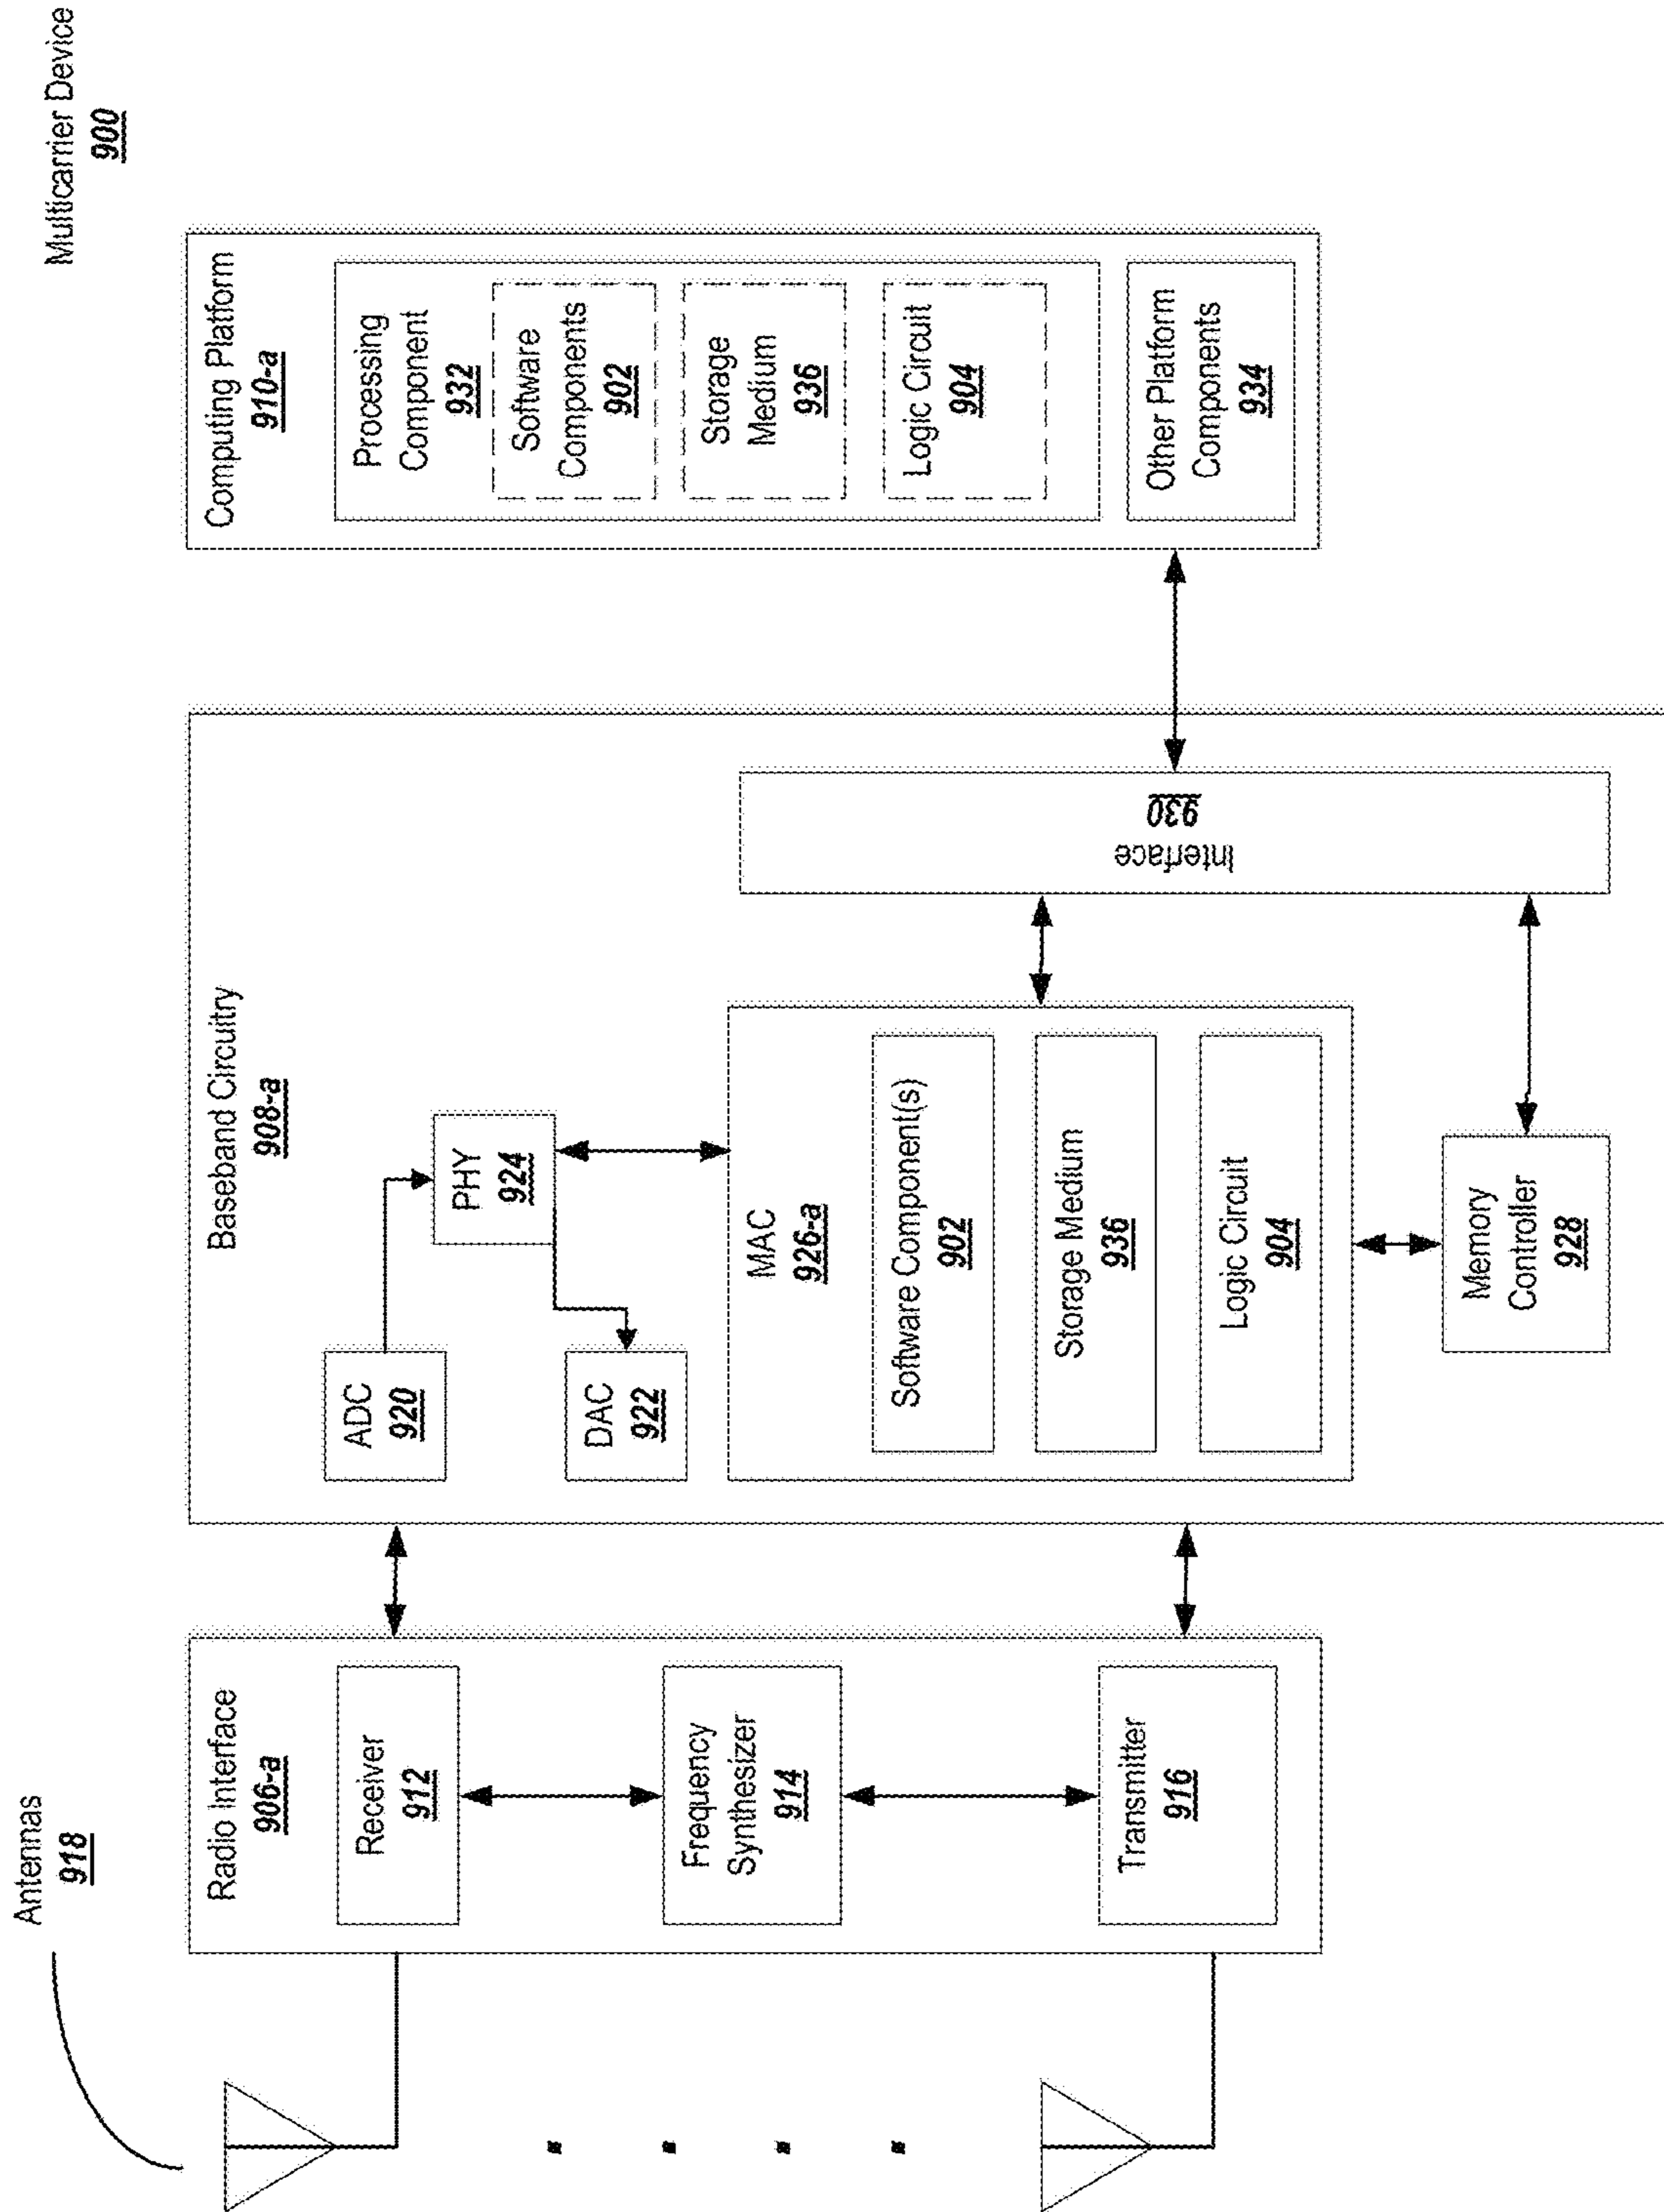 Multicarrier Device
900
Antennas
918
Radio Interface
906-a
Receiver
912
Frequency
Synthesizer
914
Transmitter
916
Baseband Circuitry
908-a
ADC
920
PHY
924
DAC
922
MAC
926-a
Software Component(s)
902
Storage Medium
936
Logic Circuit
904
Memory
Controller
928
Interface
930
Computing Platform
910-a
Processing
Component
932
Software
Components
902
Storage
Medium
936
Logic Circuit
904
Other Platform
Components
934